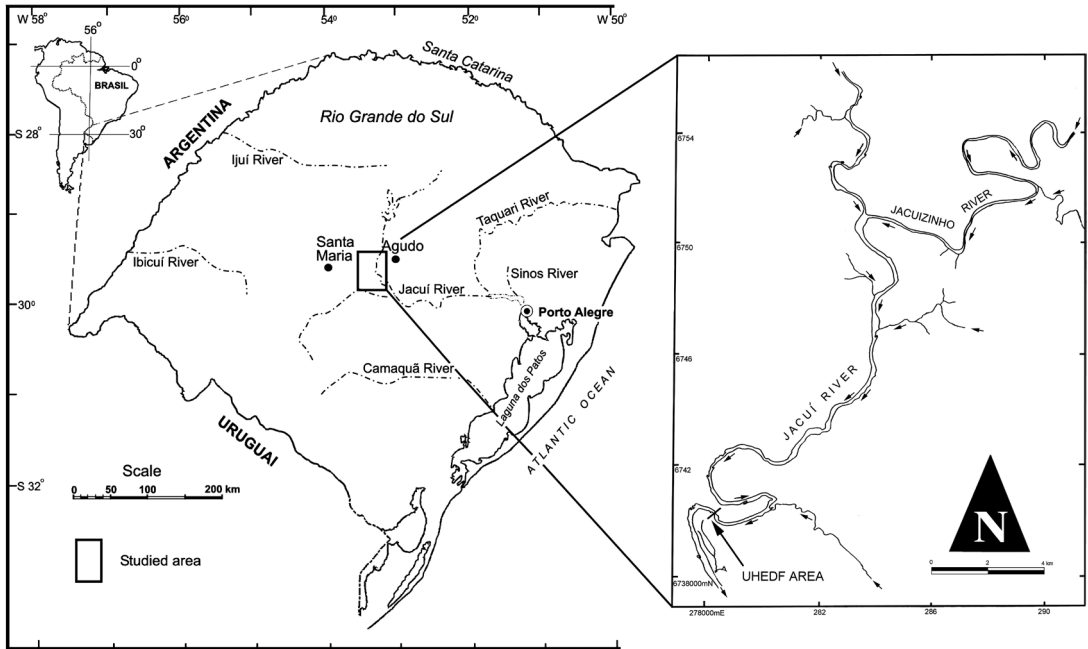 W 58°
56°
54°
52°
W 50°
56°
0°
BRASIL
30°
S 28°
30°
S 32°
Santa Catarina
Rio Grande do Sul
ARGENTINA
Ijuí River
Taquari River
Santa
Maria
Agudo
Ibicuí River
Sinos River
Jacuí River
Porto Alegre
Camaquã River
Laguna dos Patos
ATLANTIC OCEAN
URUGUAI
Scale
0 50 100 200 km
Studied area
6754
6750
6746
6742
6738000mN
JACUIZINHO RIVER
JACUÍ RIVER
UHEDF AREA
N
0 2 4 km
278000mE
282
286
290